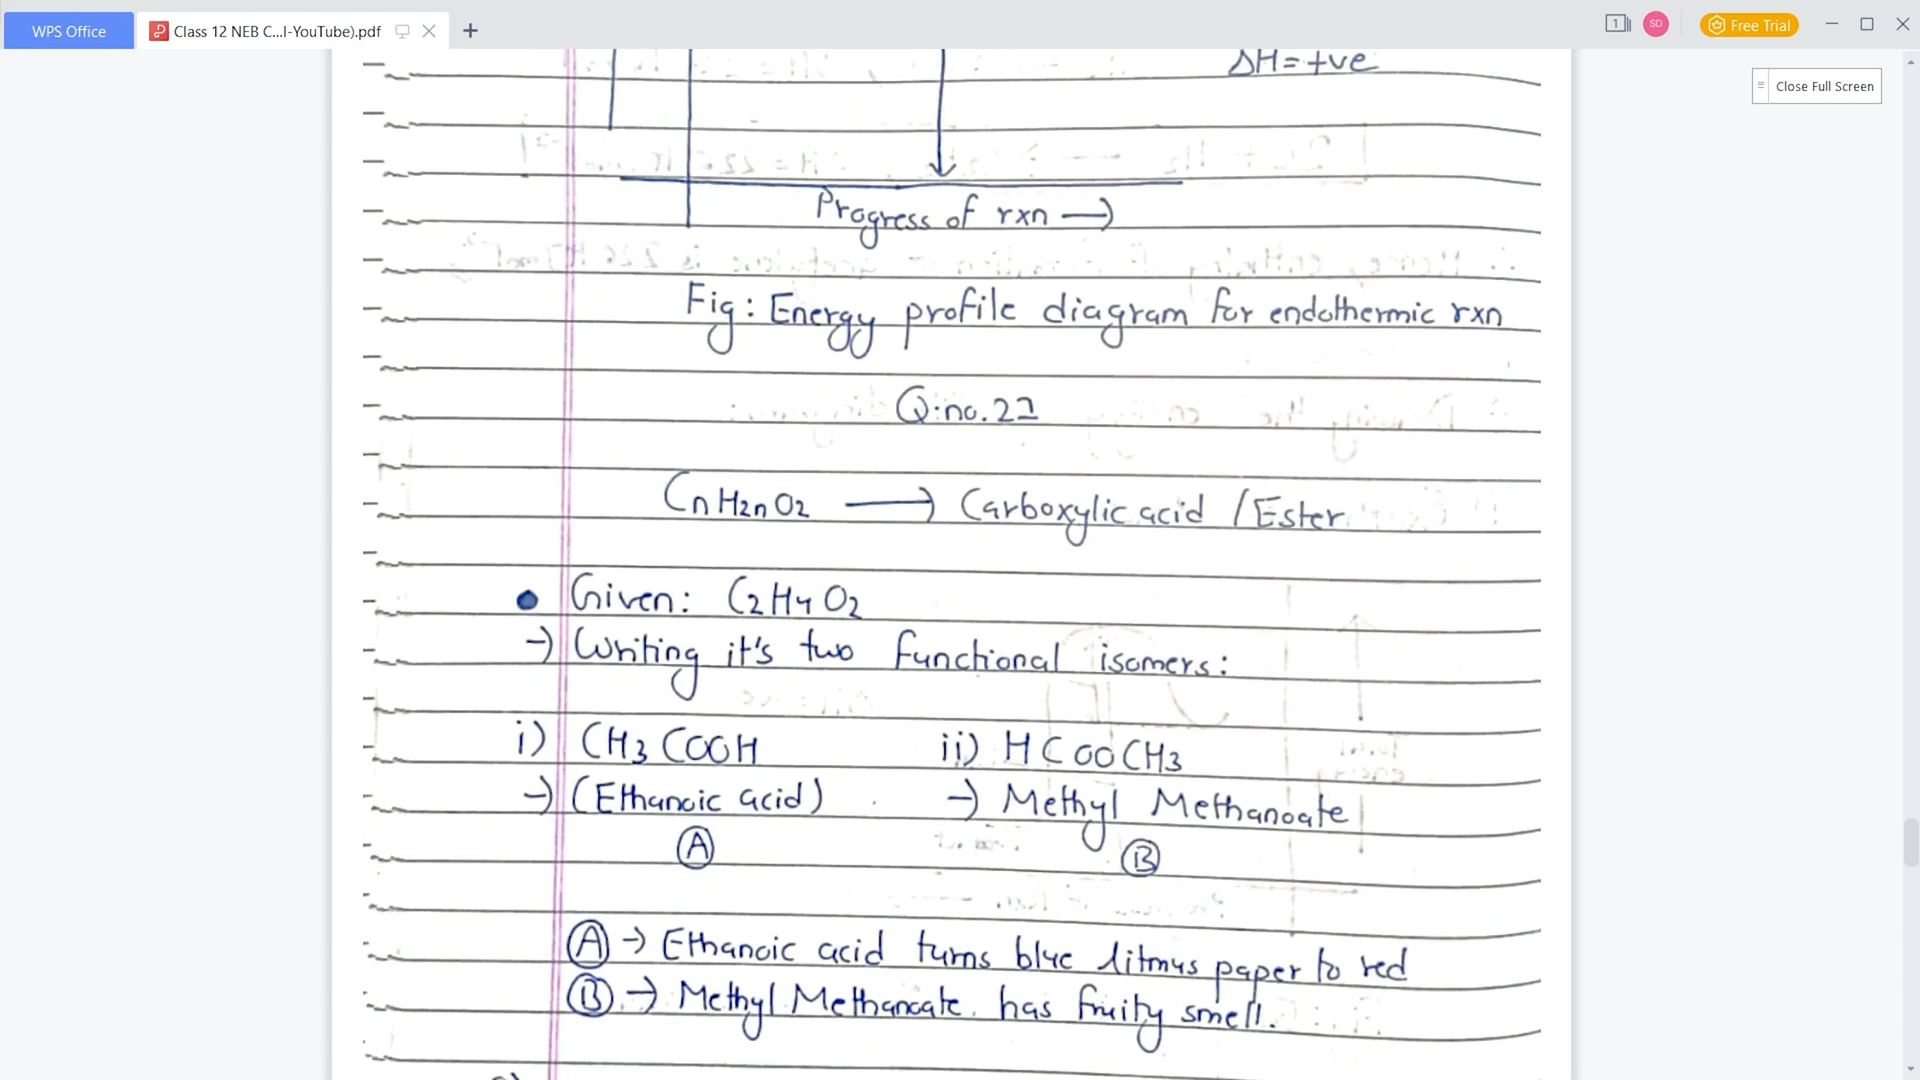 WPS Office
Class 12 NEB C...I-YouTube).pdf
1
SD
Free Trial
Close Full Screen
ΔH = +ve
Progress of rxn →
Fig: Energy profile diagram for endothermic rxn
Q.no. 22
CnH2nO2 → Carboxylic acid / Ester
• Given: C2H4O2
→ Writing it's two functional isomers:
i) CH3COOH ii) HCOOCH3
→ (Ethanoic acid) → Methyl Methanoate
A B
A → Ethanoic acid turns blue litmus paper to red
B → Methyl Methanoate has fruity smell.